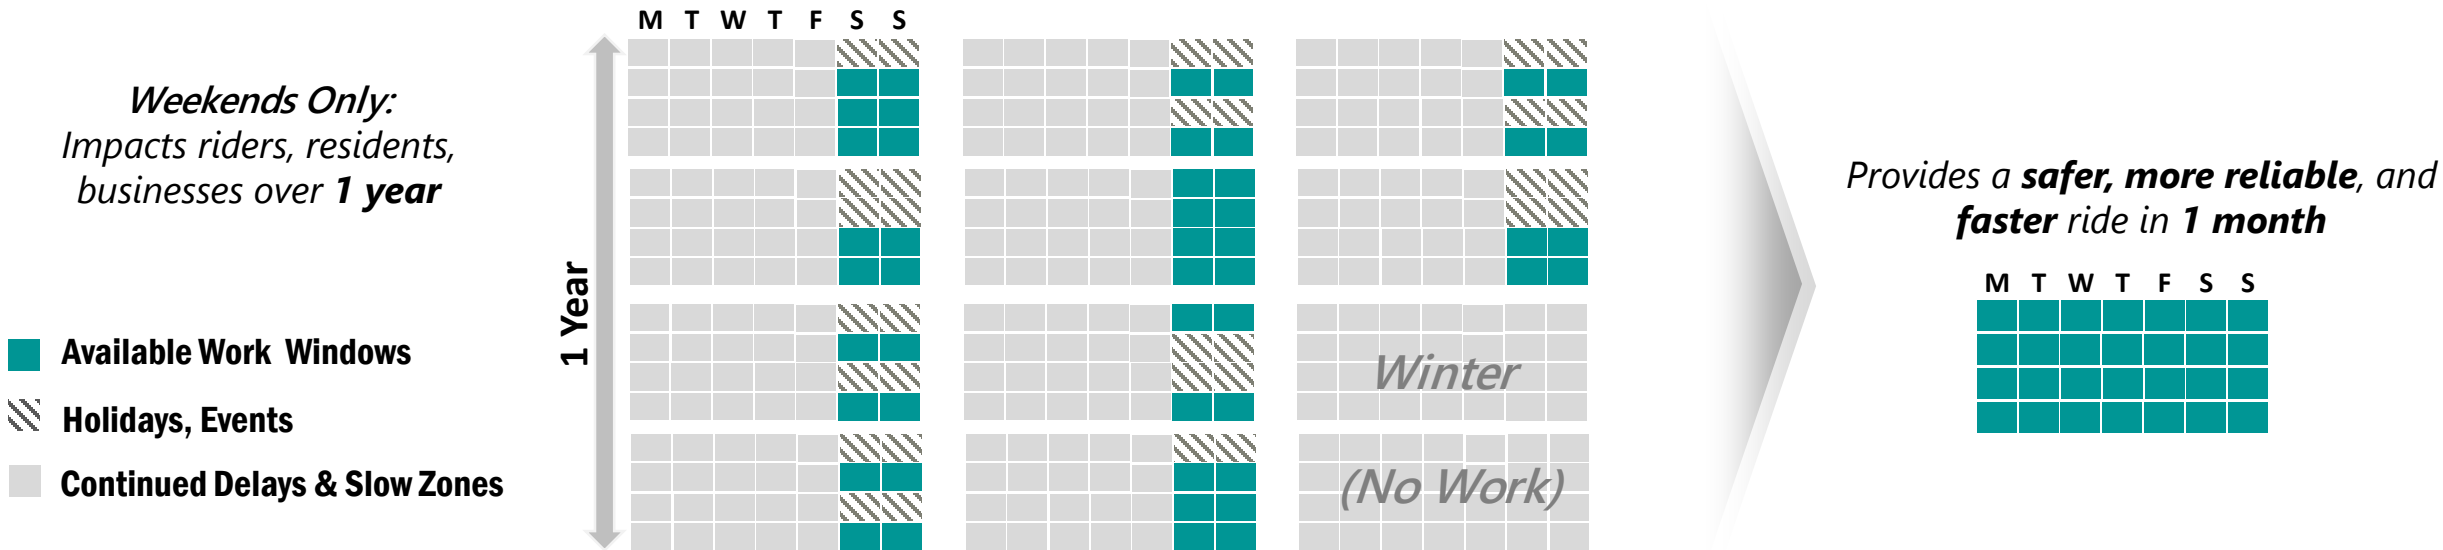 Weekends Only:
Impacts riders, residents,
businesses over 1 year
Available Work Windows
Holidays, Events
Continued Delays & Slow Zones
1 Year
M T W T F S S
Winter
(No Work)
Provides a safer, more reliable, and
faster ride in 1 month
M T W T F S S